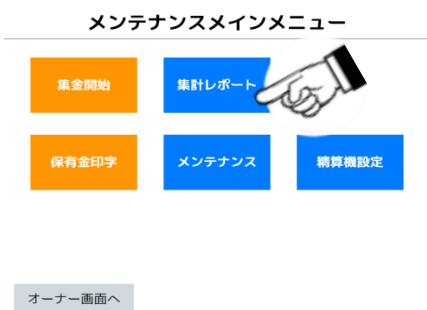 メンテナンスメインメニュー
集金開始
集計レポート
保有金印字
メンテナンス
精算機設定
オーナー画面へ